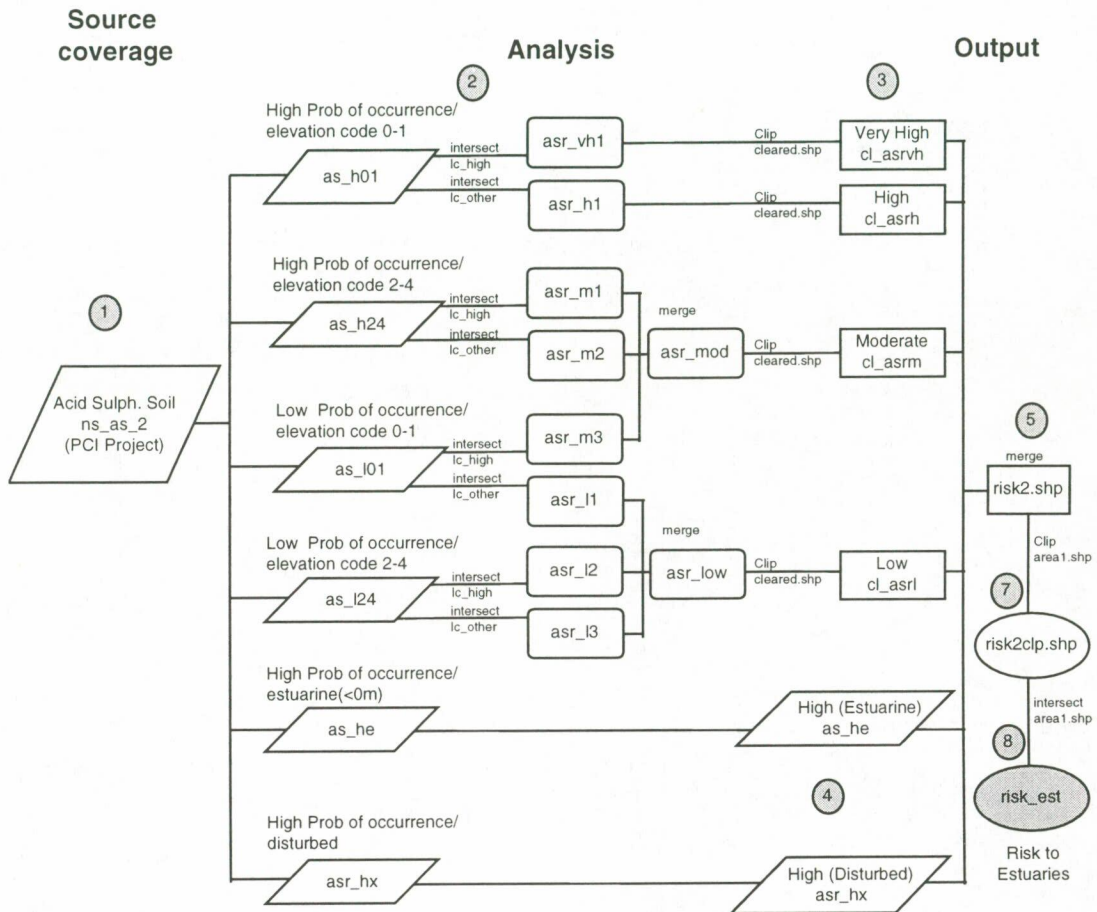 Source
coverage
Analysis
Output
2
3
High Prob of occurrence/
elevation code 0-1
as_h01
intersect
lc_high
intersect
lc_other
asr_vh1
asr_h1
Clip
cleared.shp
Clip
cleared.shp
Very High
cl_asrvh
High
cl_asrh
High Prob of occurrence/
elevation code 2-4
as_h24
intersect
lc_high
intersect
lc_other
asr_m1
asr_m2
merge
asr_mod
Clip
cleared.shp
Moderate
cl_asrm
1
Acid Sulph. Soil
ns_as_2
(PCI Project)
Low Prob of occurrence/
elevation code 0-1
as_l01
intersect
lc_high
intersect
lc_other
asr_m3
asr_l1
Low Prob of occurrence/
elevation code 2-4
as_l24
intersect
lc_high
intersect
lc_other
asr_l2
asr_l3
merge
asr_low
Clip
cleared.shp
Low
cl_asrl
5
merge
risk2.shp
Clip
area1.shp
7
risk2clp.shp
intersect
area1.shp
8
risk_est
Risk to
Estuaries
High Prob of occurrence/
estuarine(<0m)
as_he
High (Estuarine)
as_he
4
High Prob of occurrence/
disturbed
asr_hx
High (Disturbed)
asr_hx